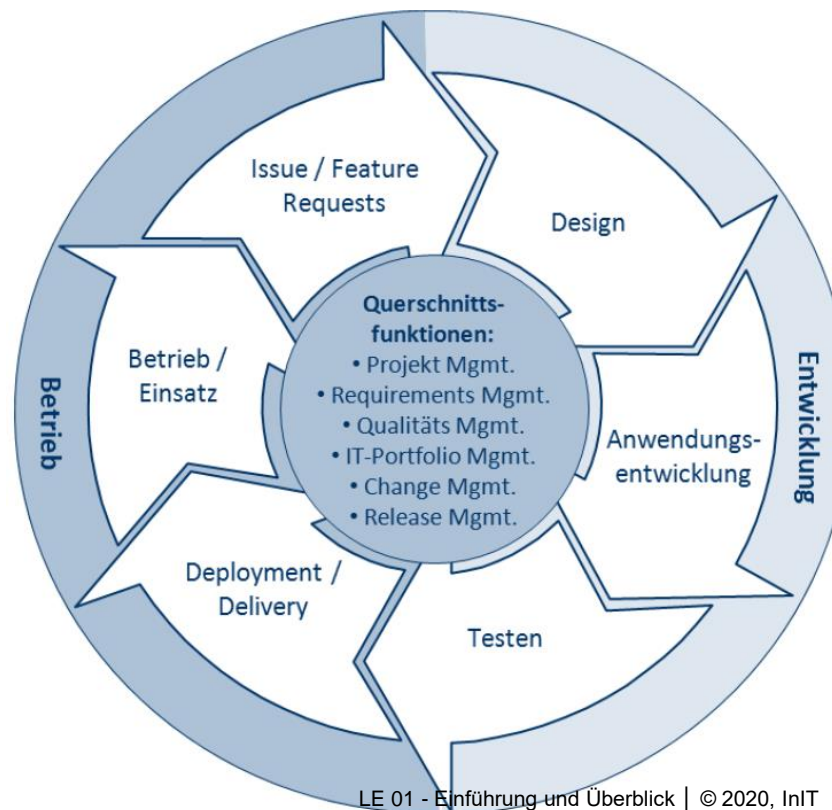 Issue / Feature
Requests
Design
Querschnitts-
funktionen:
• Projekt Mgmt.
• Requirements Mgmt.
• Qualitäts Mgmt.
• IT-Portfolio Mgmt.
• Change Mgmt.
• Release Mgmt.
Betrieb /
Einsatz
Betrieb
Entwicklung
Anwendungs-
entwicklung
Deployment /
Delivery
Testen
LE 01 - Einführung und Überblick | © 2020, InIT